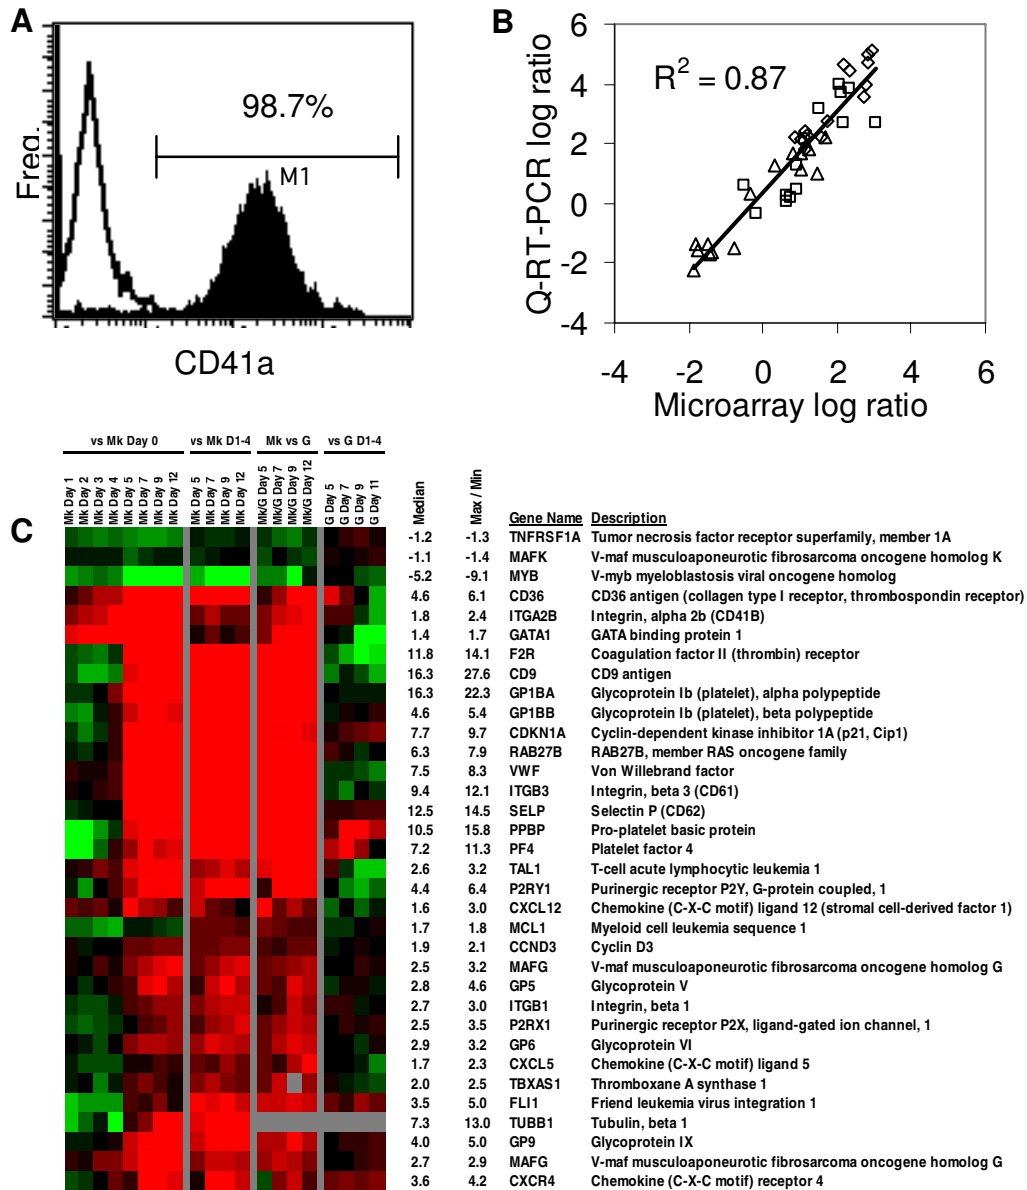 A
98.7%
M1
Freq.
CD41a
B
R2 = 0.87
Q-RT-PCR log ratio
6
4
2
0
-2
-4
-4 -2 0 2 4 6
Microarray log ratio
C
vs Mk Day 0 vs Mk D1-4 Mk vs G vs G D1-4
Mk Day 1
Mk Day 2
Mk Day 3
Mk Day 4
Mk Day 5
Mk Day 7
Mk Day 9
Mk Day 12
Mk Day 5
Mk Day 7
Mk Day 9
Mk Day 12
Mk/G Day 5
Mk/G Day 7
Mk/G Day 9
Mk/G Day 12
G Day 5
G Day 7
G Day 9
G Day 11
Median
Max / Min
Gene Name Description
-1.2 -1.3 TNFRSF1A Tumor necrosis factor receptor superfamily, member 1A
-1.1 -1.4 MAFK V-maf musculoaponeurotic fibrosarcoma oncogene homolog K
-5.2 -9.1 MYB V-myb myeloblastosis viral oncogene homolog
4.6 6.1 CD36 CD36 antigen (collagen type I receptor, thrombospondin receptor)
1.8 2.4 ITGA2B Integrin, alpha 2b (CD41B)
1.4 1.7 GATA1 GATA binding protein 1
11.8 14.1 F2R Coagulation factor II (thrombin) receptor
16.3 27.6 CD9 CD9 antigen
16.3 22.3 GP1BA Glycoprotein Ib (platelet), alpha polypeptide
4.6 5.4 GP1BB Glycoprotein Ib (platelet), beta polypeptide
7.7 9.7 CDKN1A Cyclin-dependent kinase inhibitor 1A (p21, Cip1)
6.3 7.9 RAB27B RAB27B, member RAS oncogene family
7.5 8.3 VWF Von Willebrand factor
9.4 12.1 ITGB3 Integrin, beta 3 (CD61)
12.5 14.5 SELP Selectin P (CD62)
10.5 15.8 PPBP Pro-platelet basic protein
7.2 11.3 PF4 Platelet factor 4
2.6 3.2 TAL1 T-cell acute lymphocytic leukemia 1
4.4 6.4 P2RY1 Purinergic receptor P2Y, G-protein coupled, 1
1.6 3.0 CXCL12 Chemokine (C-X-C motif) ligand 12 (stromal cell-derived factor 1)
1.7 1.8 MCL1 Myeloid cell leukemia sequence 1
1.9 2.1 CCND3 Cyclin D3
2.5 3.2 MAFG V-maf musculoaponeurotic fibrosarcoma oncogene homolog G
2.8 4.6 GP5 Glycoprotein V
2.7 3.0 ITGB1 Integrin, beta 1
2.5 3.5 P2RX1 Purinergic receptor P2X, ligand-gated ion channel, 1
2.9 3.2 GP6 Glycoprotein VI
1.7 2.3 CXCL5 Chemokine (C-X-C motif) ligand 5
2.0 2.5 TBXAS1 Thromboxane A synthase 1
3.5 5.0 FLI1 Friend leukemia virus integration 1
7.3 13.0 TUBB1 Tubulin, beta 1
4.0 5.0 GP9 Glycoprotein IX
2.7 2.9 MAFG V-maf musculoaponeurotic fibrosarcoma oncogene homolog G
3.6 4.2 CXCR4 Chemokine (C-X-C motif) receptor 4